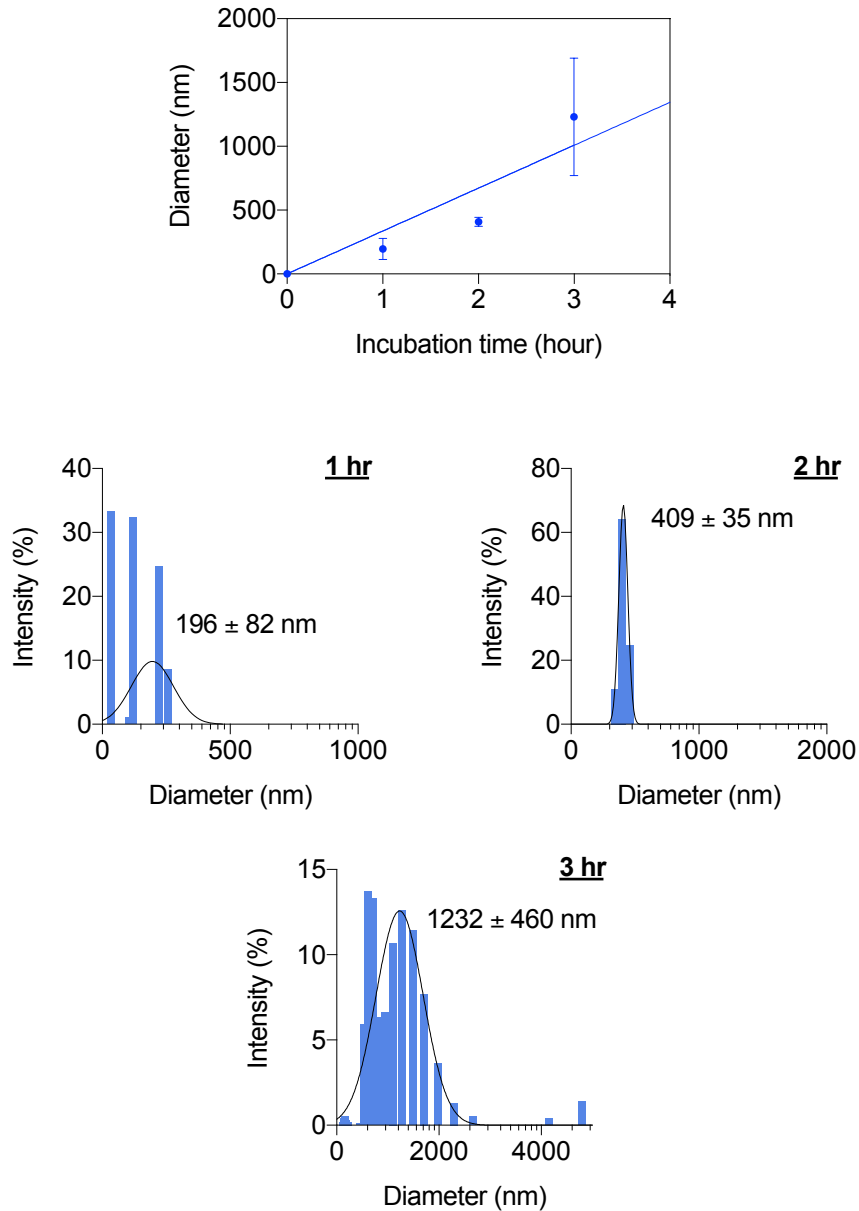 2000
1500
1000
500
0
Diameter (nm)
0 1 2 3 4
Incubation time (hour)
1 hr
40
30
20
10
0
Intensity (%)
196 ± 82 nm
0 500 1000
Diameter (nm)
2 hr
80
60
40
20
0
Intensity (%)
409 ± 35 nm
0 1000 2000
Diameter (nm)
3 hr
15
10
5
0
Intensity (%)
1232 ± 460 nm
0 2000 4000
Diameter (nm)